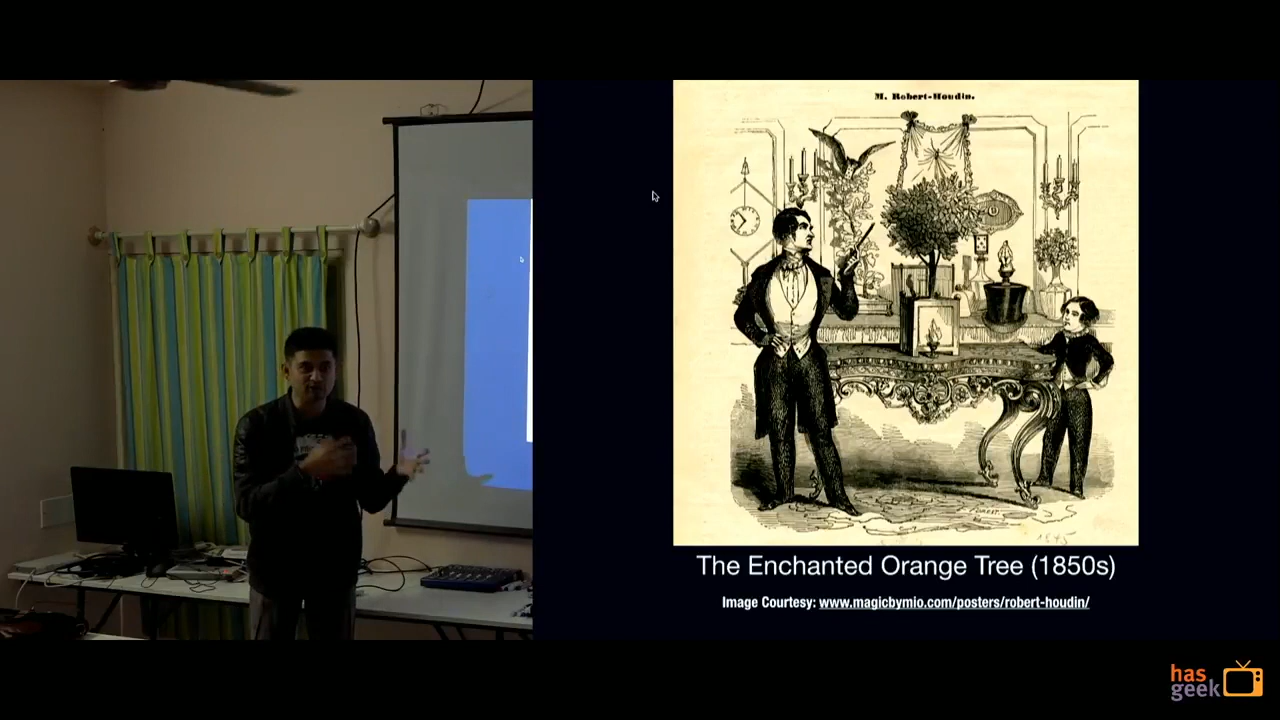 M. Robert-Houdin.
The Enchanted Orange Tree (1850s)
Image Courtesy: www.magicbymio.com/posters/robert-houdin/
has
geek